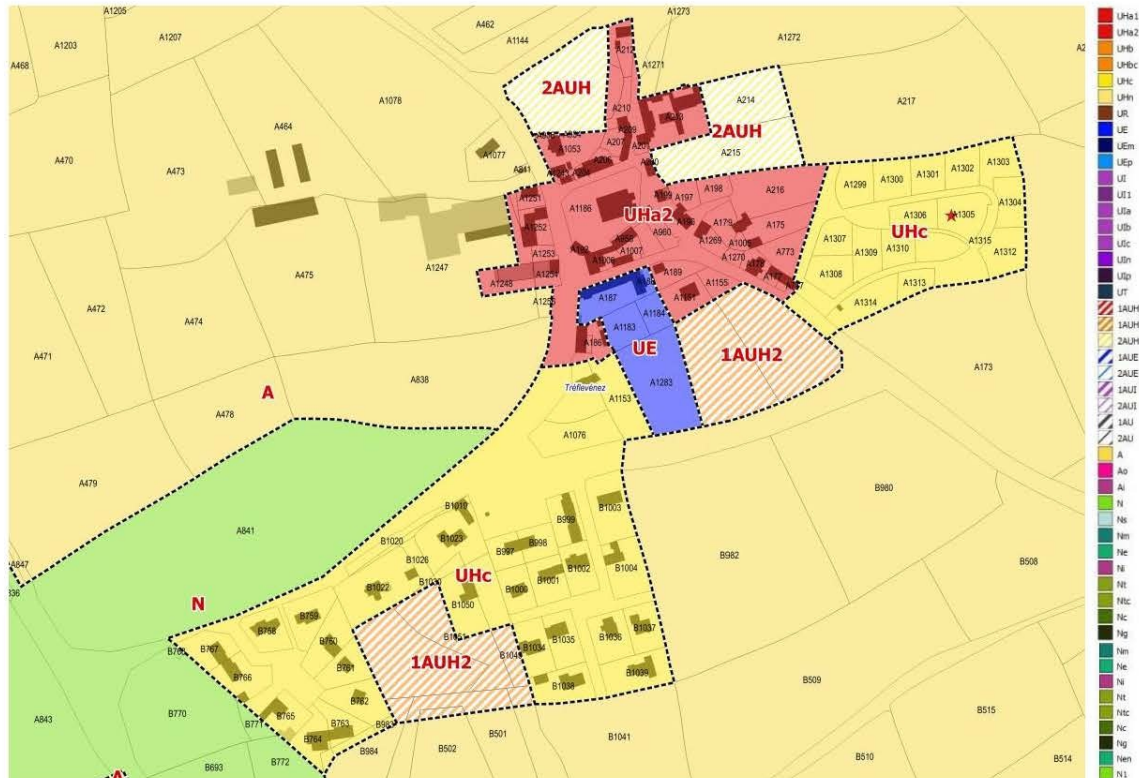 A1205
A1203
A1207
A468
A462
A1144
A1273
A1272
A1078
A464
A470
A473
A1077
A841
2AUH
A210
A1271
A209
A207
A1053
2AUH
A214
A215
A217
A1251
A1252
A1253
A1186
UHa2
A197
A198
A216
A960
A179
A175
A1269
A1270
A773
A1007
A1247
A1248
A475
A474
A472
A471
A189
A187
A1184
A1183
A1155
A1151
A1283
UE
1AUH2
UHc
A1299
A1300
A1301
A1302
A1303
A1304
A1305
A1306
A1307
A1308
A1309
A1310
A1312
A1313
A1314
A1315
A173
A838
A
A478
A479
A841
Tréflévénez
A1153
A1076
B980
B982
B508
B1019
B1023
B1020
B1026
B1022
B999
B1003
B997
B998
B1002
B1001
B1000
B1004
UHc
B1050
N
B758
B759
B760
B761
B762
B763
B764
B765
B766
B767
1AUH2
B1034
B1035
B1036
B1037
B1038
B1039
A843
B770
B771
B772
B693
B984
B502
B501
B1041
B509
B515
B510
B514
A
UHa1
UHa2
UHb
UHbc
UHc
UHn
UR
UE
UEm
UEp
UI
UI1
UIa
UIb
UIc
UIn
UIp
UT
1AUH
1AUH
2AUH
1AUE
2AUE
1AUI
2AUI
1AU
2AU
A
Ao
Ai
N
Ns
Nm
Ne
Ni
Nt
Ntc
Nc
Ng
Nm
Ne
Ni
Nt
Ntc
Nc
Ng
Nen
N1